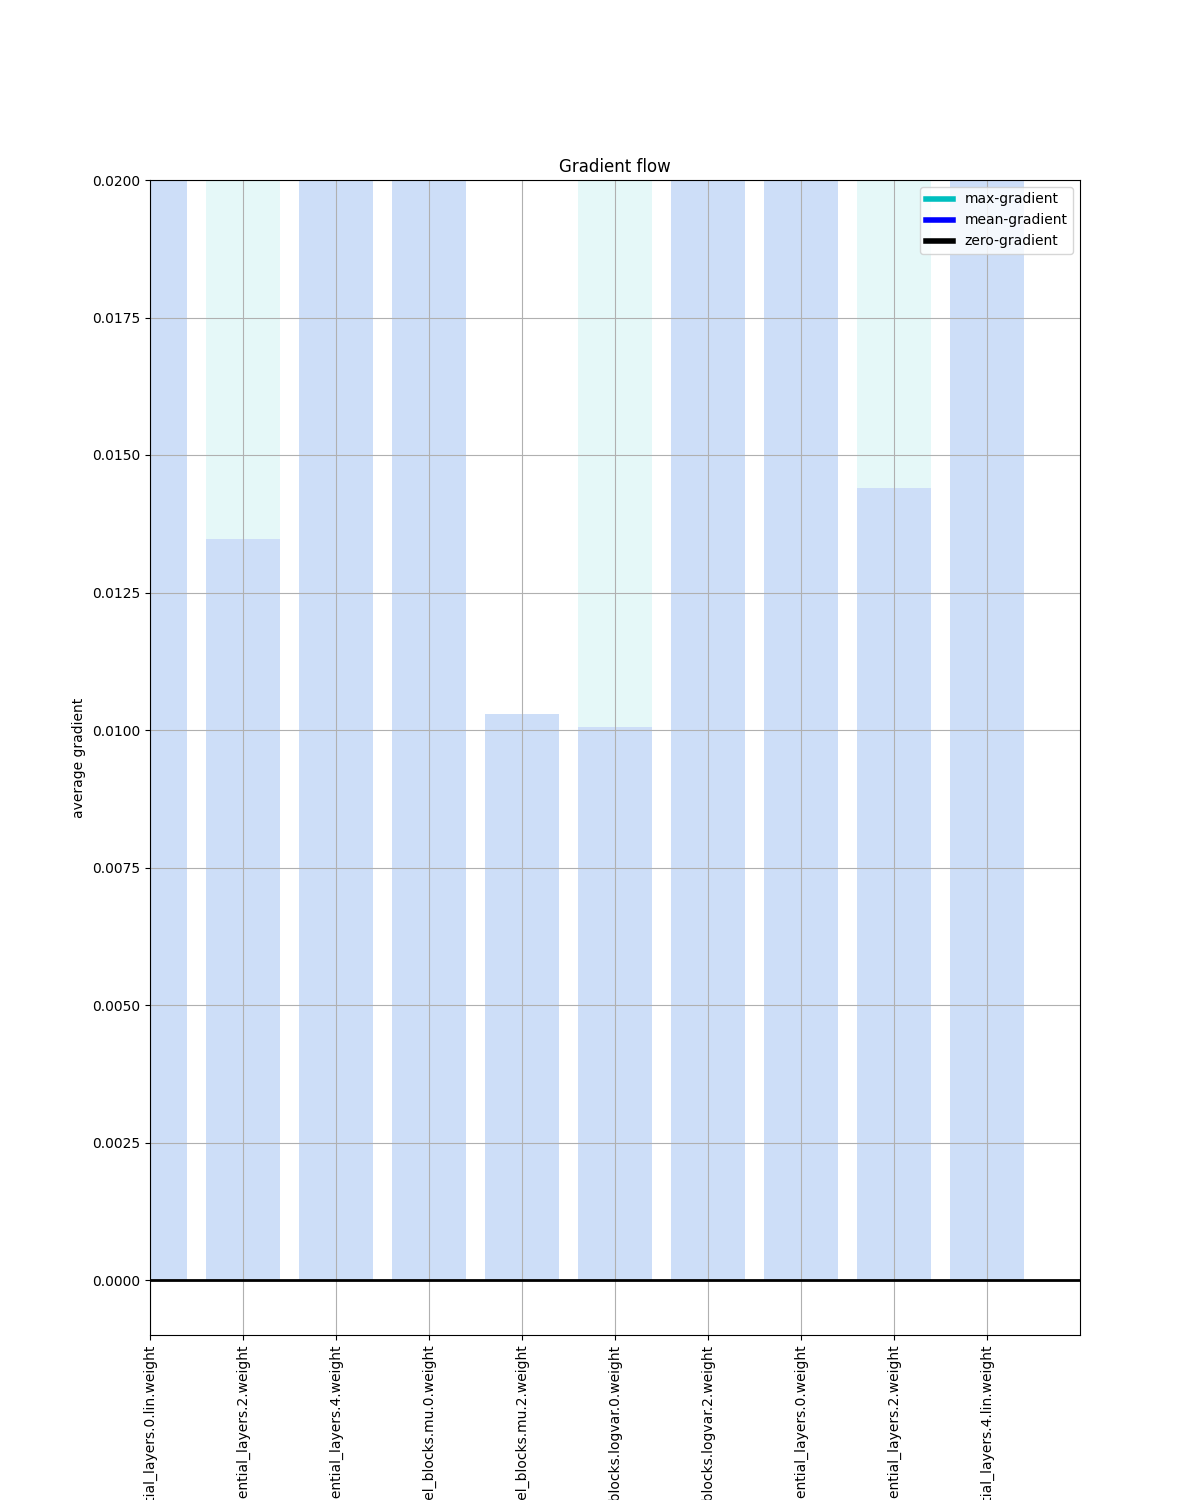 Gradient flow
max-gradient
mean-gradient
zero-gradient
0.0200
0.0175
0.0150
0.0125
0.0100
0.0075
0.0050
0.0025
0.0000
average gradient
tial_layers.0.lin.weight
ential_layers.2.weight
ential_layers.4.weight
el_blocks.mu.0.weight
el_blocks.mu.2.weight
blocks.logvar.0.weight
blocks.logvar.2.weight
ential_layers.0.weight
ential_layers.2.weight
tial_layers.4.lin.weight